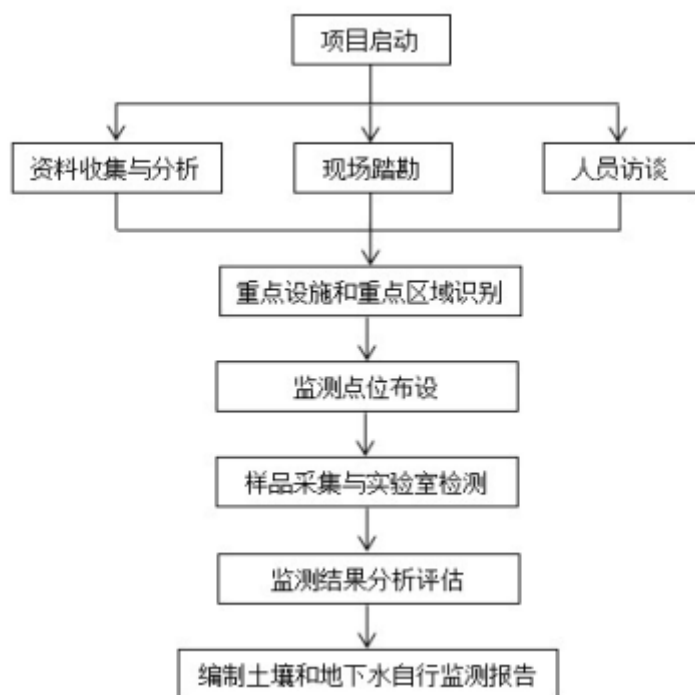 项目启动
资料收集与分析
现场踏勘
人员访谈
重点设施和重点区域识别
监测点位布设
样品采集与实验室检测
监测结果分析评估
编制土壤和地下水自行监测报告